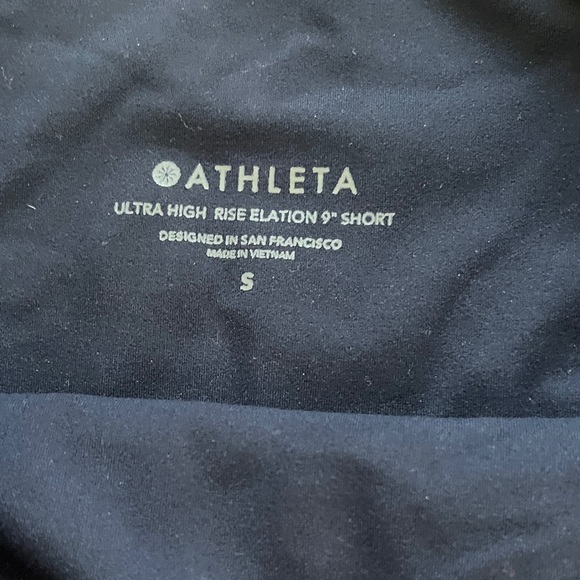 ATHLETA
ULTRA HIGH RISE ELATION 9" SHORT
DESIGNED IN SAN FRANCISCO
MADE IN VIETNAM
S